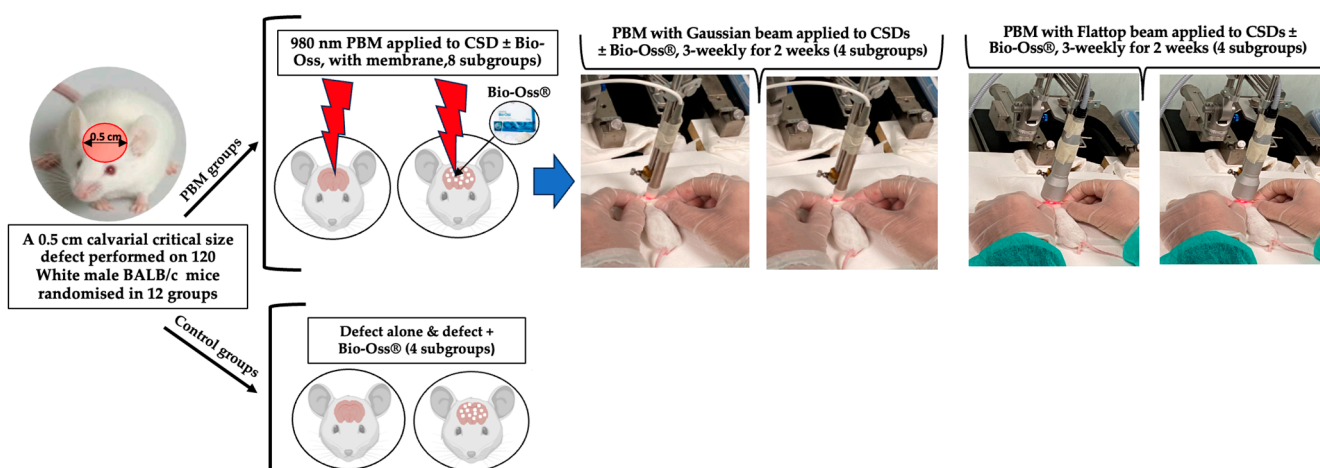 0.5 cm
A 0.5 cm calvarial critical size
defect performed on 120
White male BALB/c mice
randomised in 12 groups
PBM groups
Control groups
980 nm PBM applied to CSD ± Bio-
Oss, with membrane,8 subgroups)
Bio-Oss®
Defect alone & defect +
Bio-Oss® (4 subgroups)
PBM with Gaussian beam applied to CSDs
± Bio-Oss®, 3-weekly for 2 weeks (4 subgroups)
PBM with Flattop beam applied to CSDs ±
Bio-Oss®, 3-weekly for 2 weeks (4 subgroups)